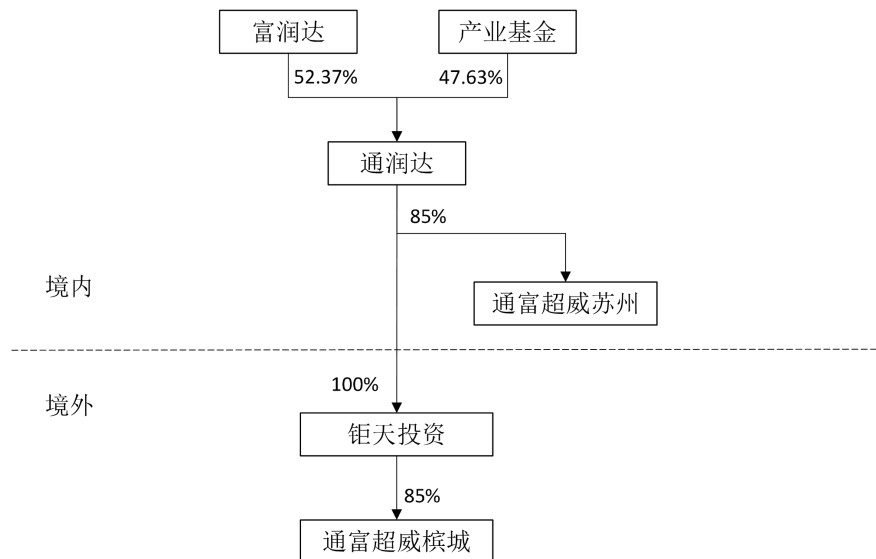 富润达
产业基金
52.37%
47.63%
通润达
85%
境内
通富超威苏州
100%
境外
钜天投资
85%
通富超威槟城